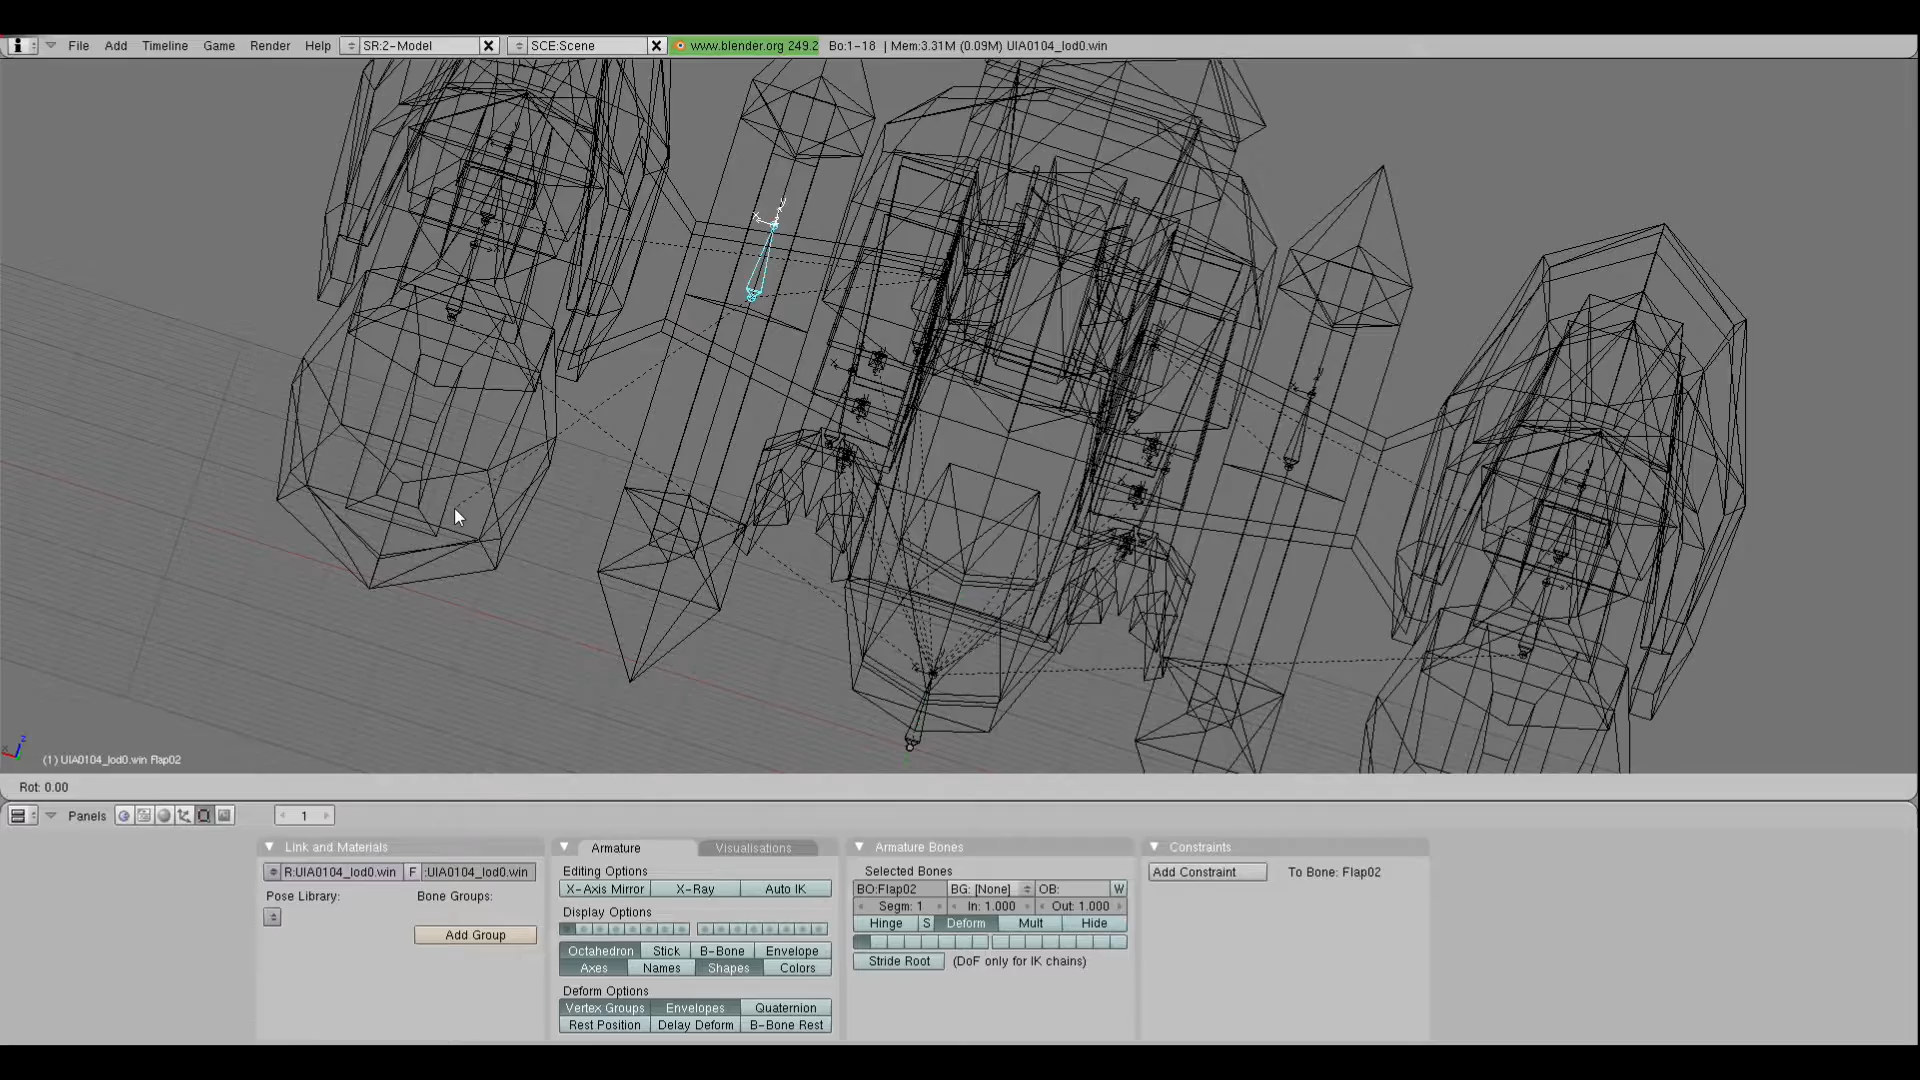 File Add Timeline Game Render Help SR:2-Model SCE:Scene www.blender.org 249.2 Bo:1-18 | Mem:3.31M (0.09M) UIA0104_lod0.win
(1) UIA0104_lod0.win Flap02
Rot: 0.00
Panels 1
Link and Materials
R:UIA0104_lod0.win F :UIA0104_lod0.win
Pose Library: Bone Groups:
Add Group
Armature Visualisations
Editing Options
X-Axis Mirror X-Ray Auto IK
Display Options
Octahedron Stick B-Bone Envelope
Axes Names Shapes Colors
Deform Options
Vertex Groups Envelopes Quaternion
Rest Position Delay Deform B-Bone Rest
Armature Bones
Selected Bones
BO:Flap02 BG: [None] OB: W
Segm: 1 In: 1.000 Out: 1.000
Hinge S Deform Mult Hide
Stride Root (DoF only for IK chains)
Constraints
Add Constraint To Bone: Flap02